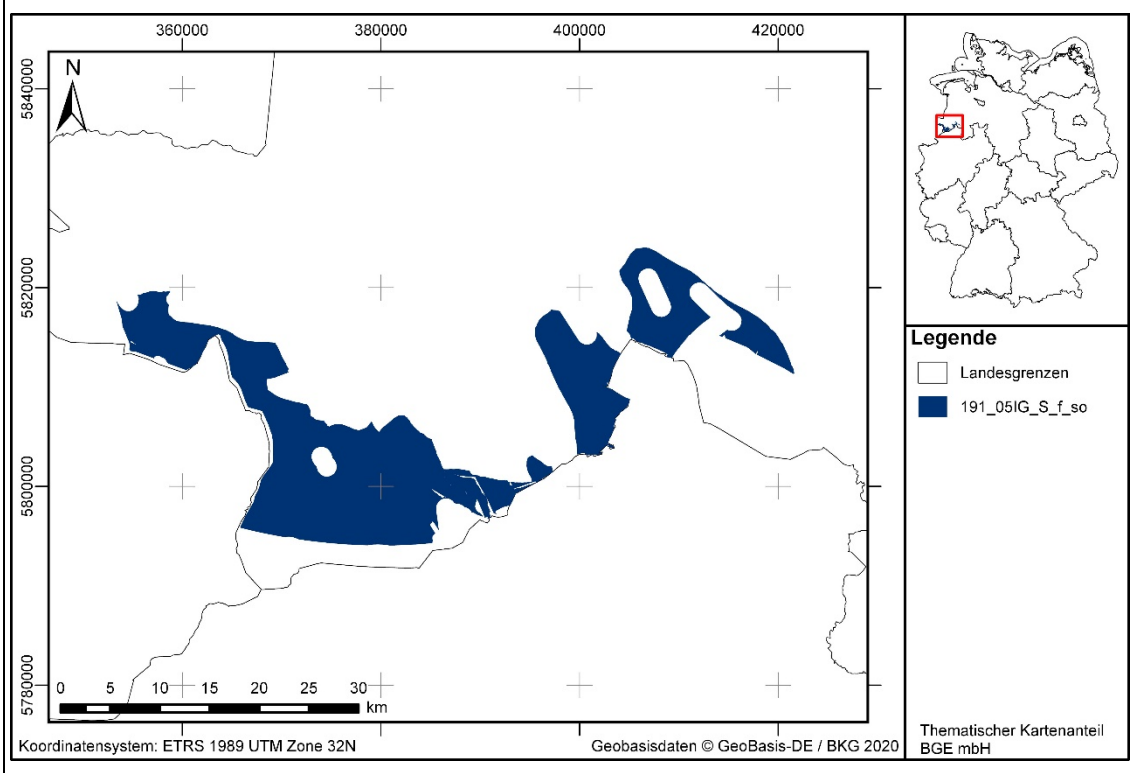 360000 380000 400000 420000
N
5840000
5820000
5800000
5780000
0 5 10 15 20 25 30
km
Koordinatensystem: ETRS 1989 UTM Zone 32N
Geobasisdaten © GeoBasis-DE / BKG 2020
Legende
Landesgrenzen
191_05IG_S_f_so
Thematischer Kartenanteil
BGE mbH